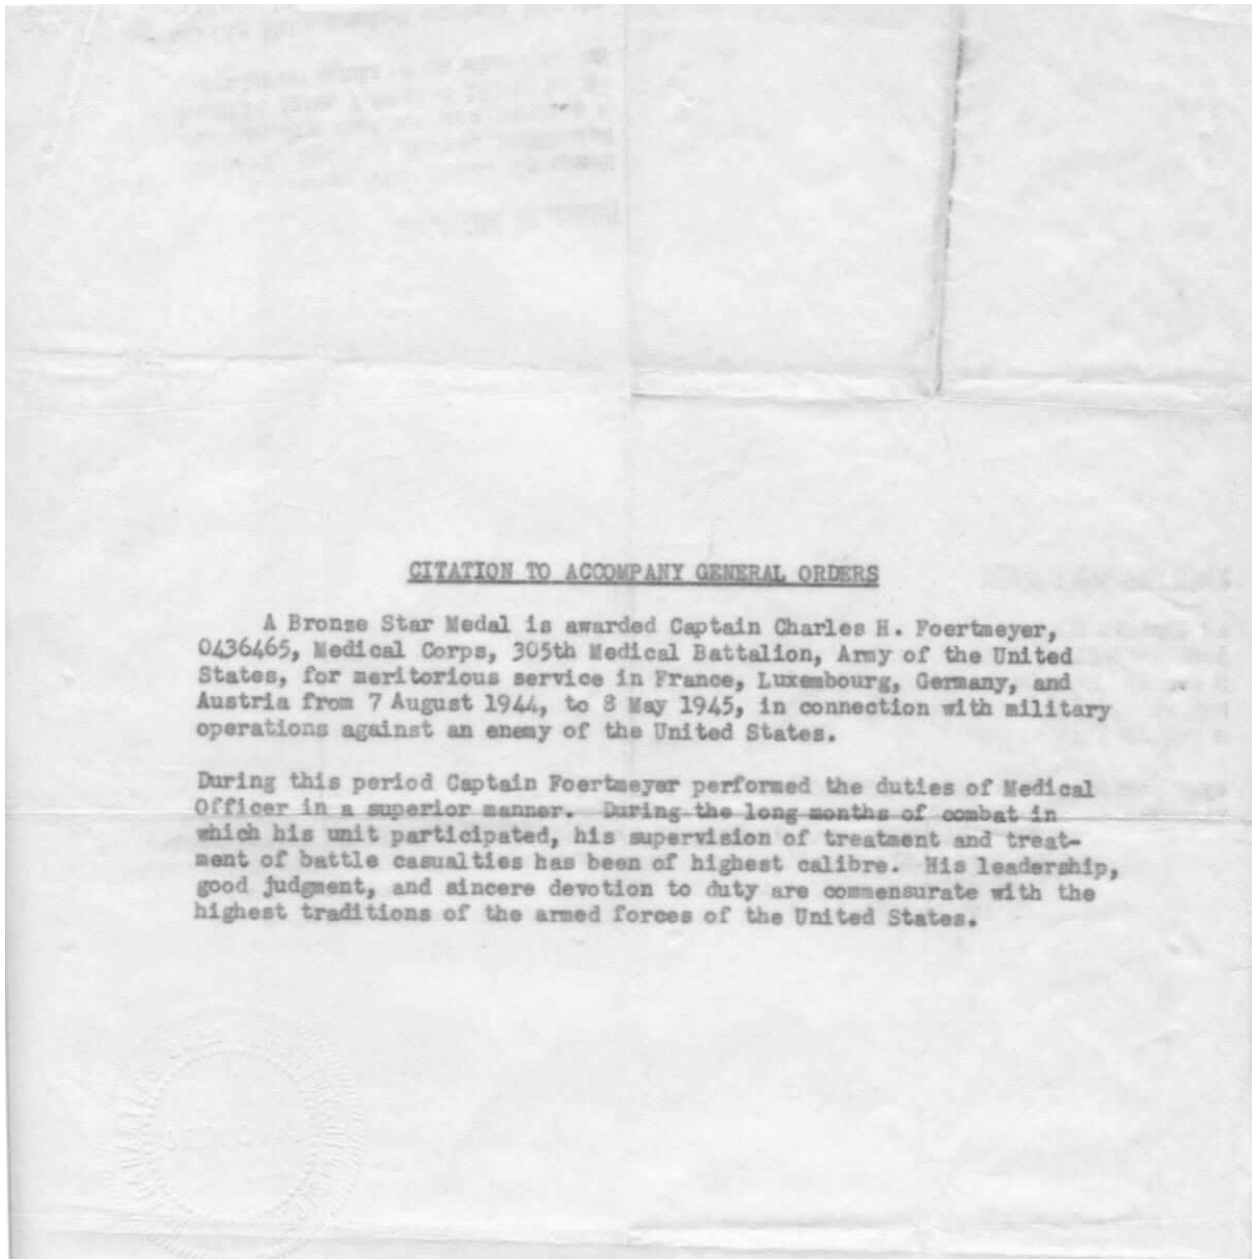 CITATION TO ACCOMPANY GENERAL ORDERS
A Bronze Star Medal is awarded Captain Charles H. Foertmeyer,
0436465, Medical Corps, 305th Medical Battalion, Army of the United
States, for meritorious service in France, Luxembourg, Germany, and
Austria from 7 August 1944, to 8 May 1945, in connection with military
operations against an enemy of the United States.
During this period Captain Foertmeyer performed the duties of Medical
Officer in a superior manner. During the long months of combat in
which his unit participated, his supervision of treatment and treat-
ment of battle casualties has been of highest calibre. His leadership,
good judgment, and sincere devotion to duty are commensurate with the
highest traditions of the armed forces of the United States.